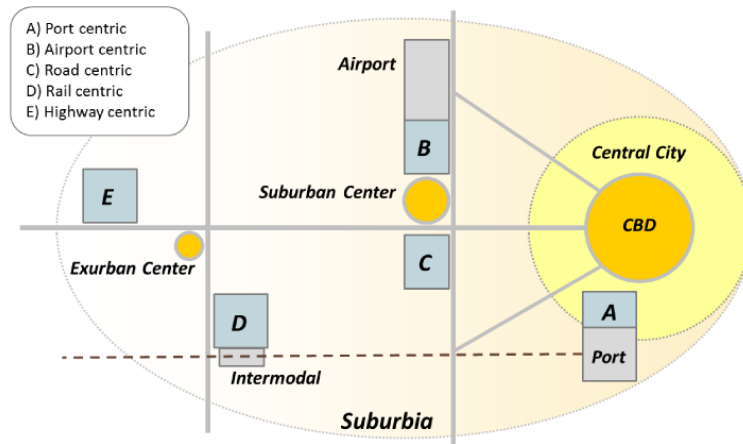 A) Port centric
B) Airport centric
C) Road centric
D) Rail centric
E) Highway centric
Airport
B
Central City
E
Suburban Center
CBD
Exurban Center
C
D
A
Port
Intermodal
Suburbia